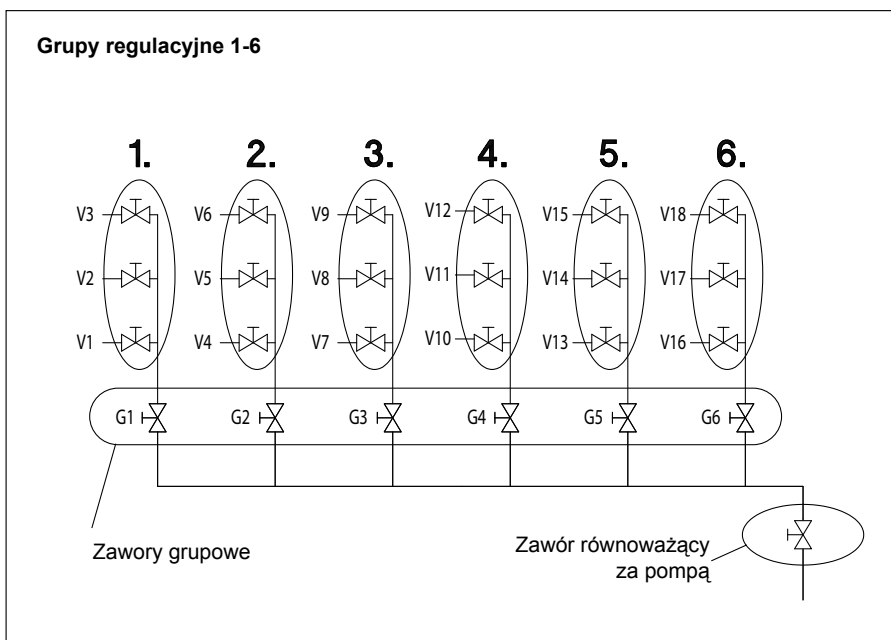 Grupy regulacyjne 1-6
1. 2. 3. 4. 5. 6.
V3 V6 V9 V12 V15 V18
V2 V5 V8 V11 V14 V17
V1 V4 V7 V10 V13 V16
G1 G2 G3 G4 G5 G6
Zawory grupowe
Zawór równoważący
za pompą